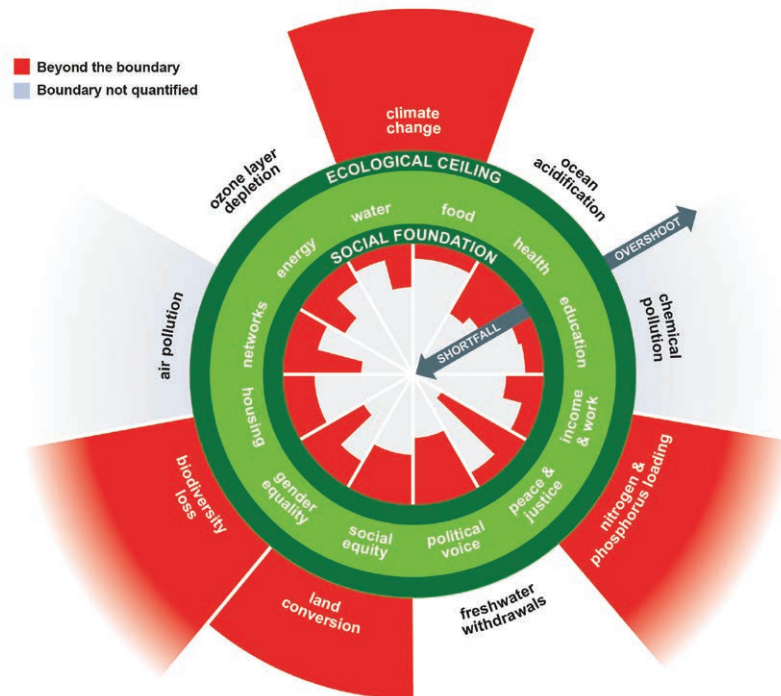 Beyond the boundary
Boundary not quantified
climate
change
ozone layer
depletion
ocean
acidification
ECOLOGICAL CEILING
water
food
energy
health
SOCIAL FOUNDATION
OVERSHOOT
air pollution
networks
education
chemical
pollution
SHORTFALL
housing
income
& work
biodiversity
loss
gender
equality
social
equity
political
voice
peace &
justice
nitrogen &
phosphorus loading
land
conversion
freshwater
withdrawals